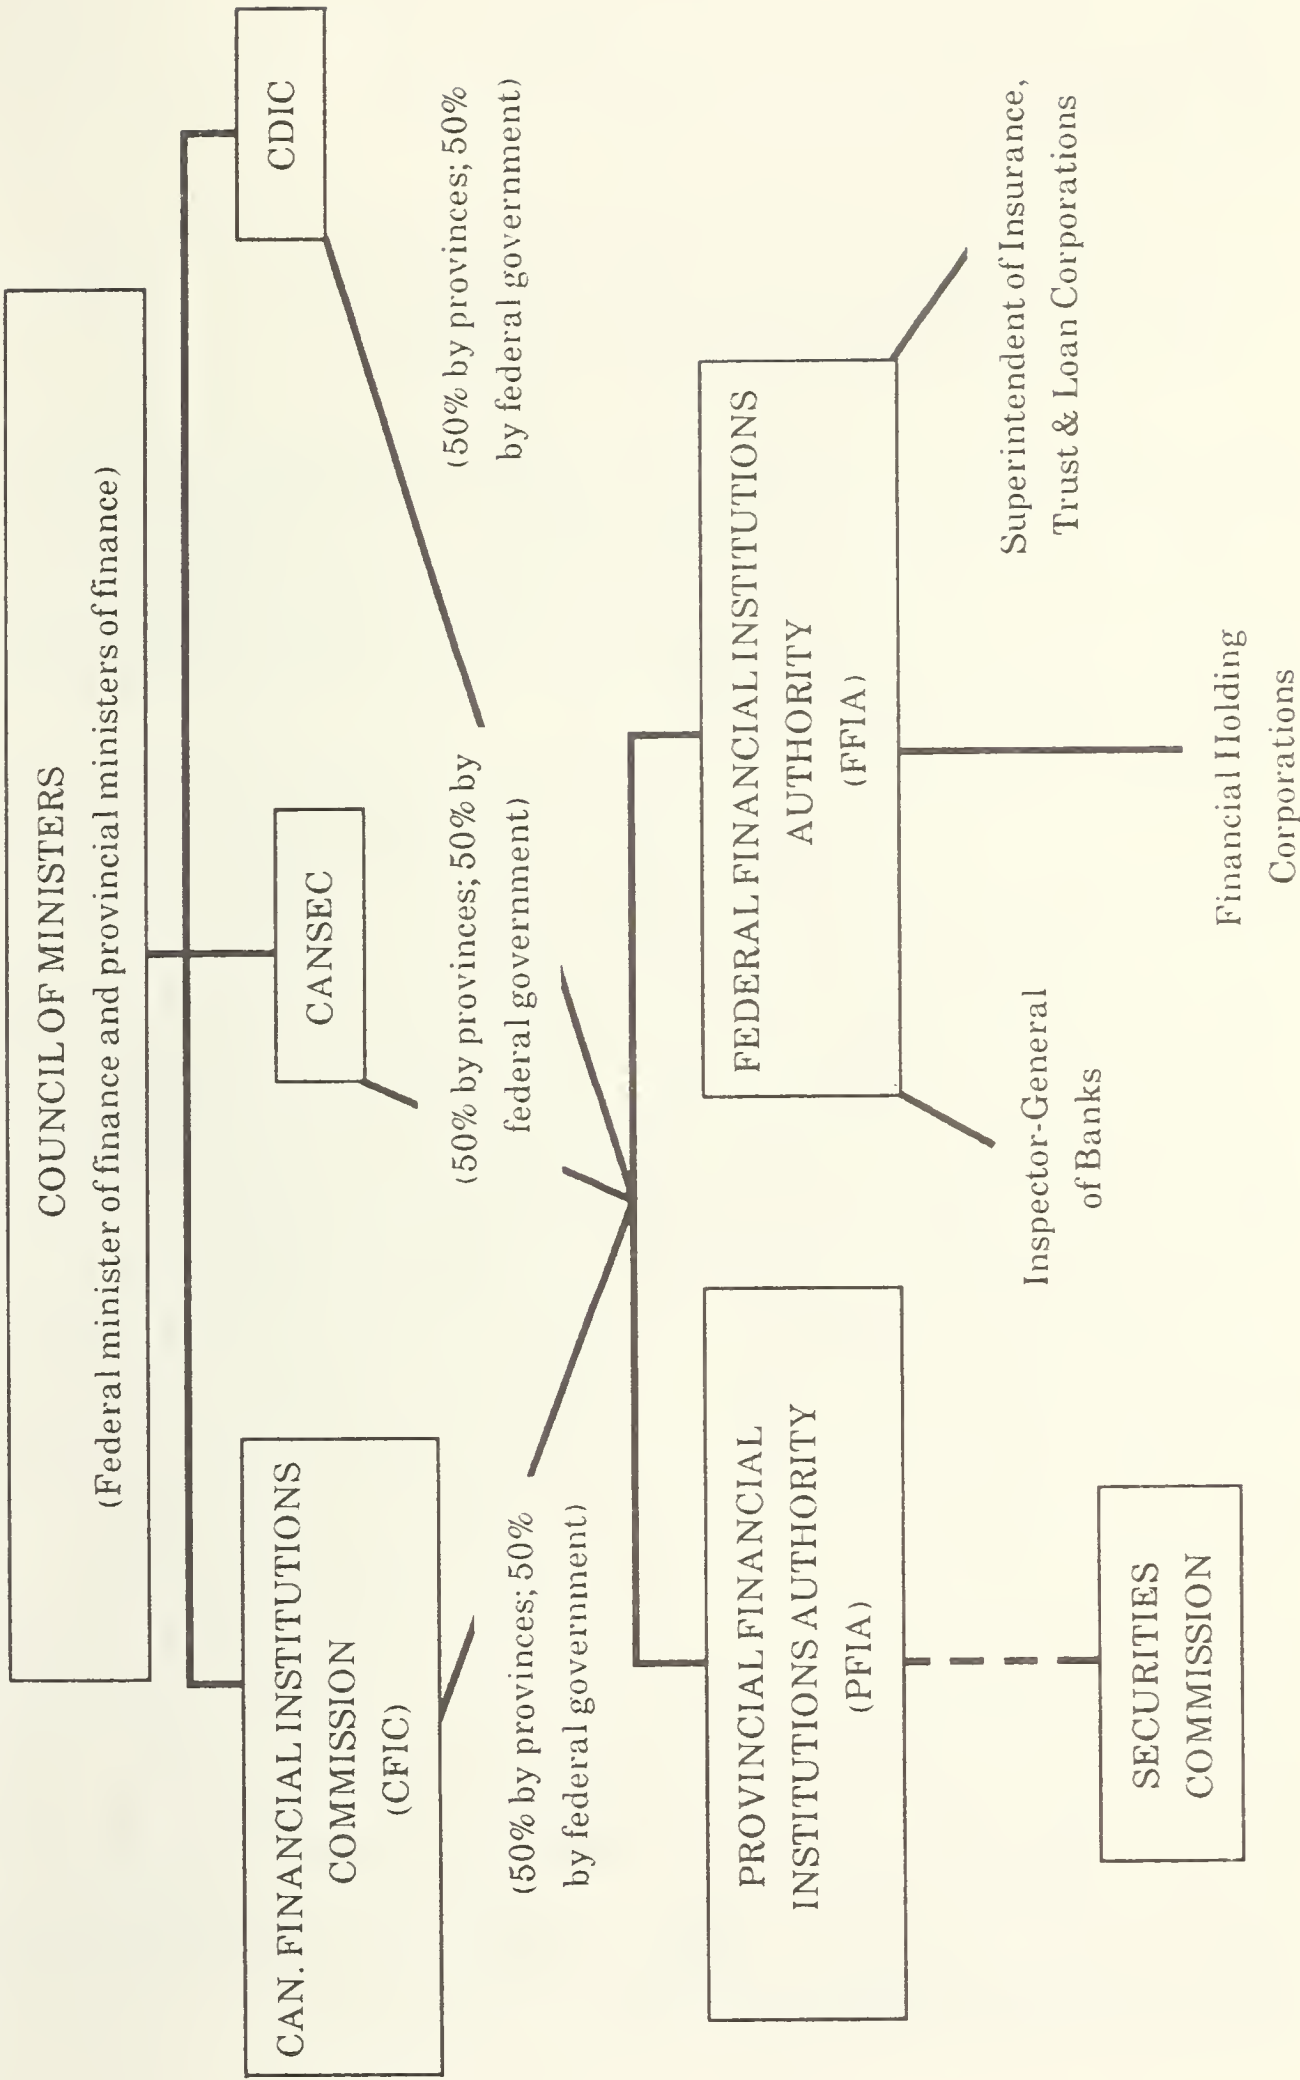 COUNCIL OF MINISTERS
(Federal minister of finance and provincial ministers of finance)
CAN. FINANCIAL INSTITUTIONS
COMMISSION
(CFIC)
CANSEC
CDIC
(50% by provinces; 50%
by federal government)
(50% by provinces; 50% by
federal government)
(50% by provinces; 50%
by federal government)
PROVINCIAL FINANCIAL
INSTITUTIONS AUTHORITY
(PFIA)
FEDERAL FINANCIAL INSTITUTIONS
AUTHORITY
(FFIA)
SECURITIES
COMMISSION
Inspector-General
of Banks
Financial Holding
Corporations
Superintendent of Insurance,
Trust & Loan Corporations